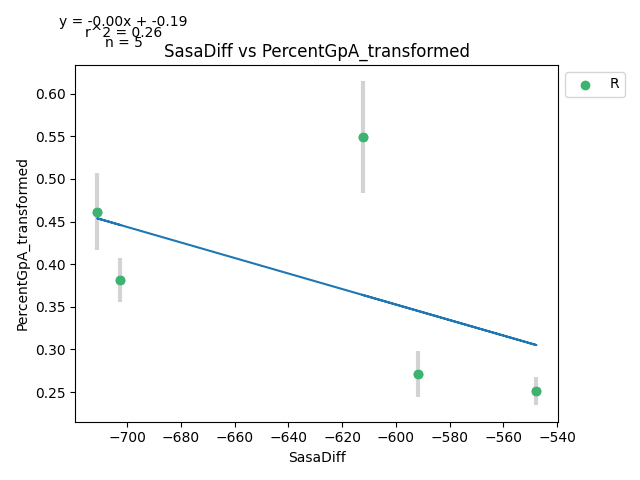 y = -0.00x + -0.19
r^2 = 0.26
n = 5
SasaDiff vs PercentGpA_transformed
R
PercentGpA_transformed
0.60
0.55
0.50
0.45
0.40
0.35
0.30
0.25
−700 −680 −660 −640 −620 −600 −580 −560 −540
SasaDiff